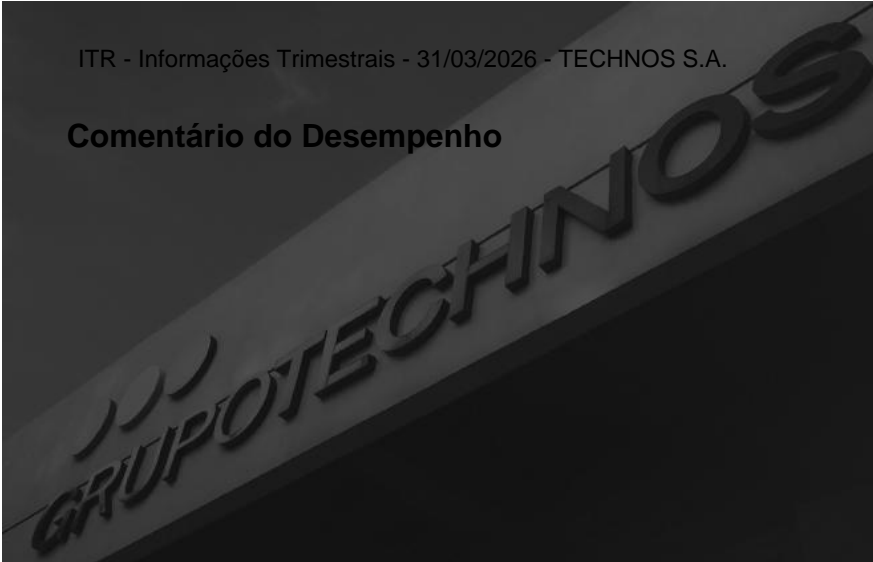 ITR - Informações Trimestrais - 31/03/2026 - TECHNOS S.A.
Comentário do Desempenho
GRUPOTECHNOS